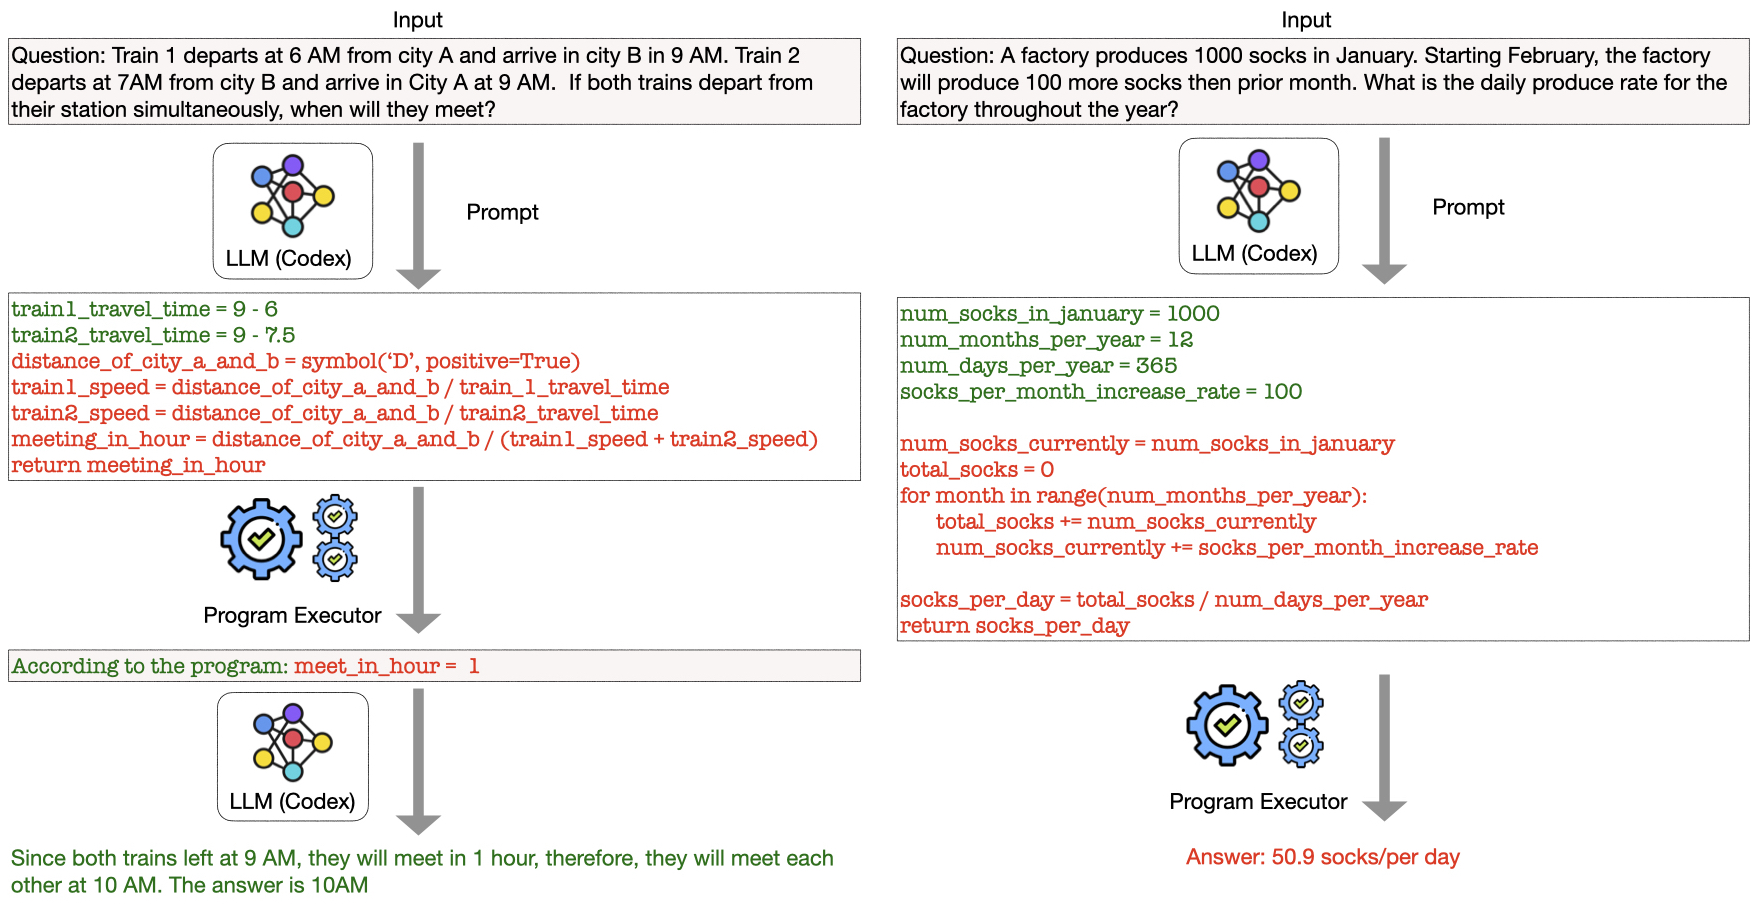 Input
Question: Train 1 departs at 6 AM from city A and arrive in city B in 9 AM. Train 2
departs at 7AM from city B and arrive in City A at 9 AM.  If both trains depart from
their station simultaneously, when will they meet?
LLM (Codex)
Prompt
train1_travel_time = 9 - 6
train2_travel_time = 9 - 7.5
distance_of_city_a_and_b = symbol(‘D’, positive=True)
train1_speed = distance_of_city_a_and_b / train_1_travel_time
train2_speed = distance_of_city_a_and_b / train2_travel_time
meeting_in_hour = distance_of_city_a_and_b / (train1_speed + train2_speed)
return meeting_in_hour
Program Executor
According to the program: meet_in_hour =  1
LLM (Codex)
Since both trains left at 9 AM, they will meet in 1 hour, therefore, they will meet each
other at 10 AM. The answer is 10AM
Input
Question: A factory produces 1000 socks in January. Starting February, the factory
will produce 100 more socks then prior month. What is the daily produce rate for the
factory throughout the year?
LLM (Codex)
Prompt
num_socks_in_january = 1000
num_months_per_year = 12
num_days_per_year = 365
socks_per_month_increase_rate = 100
num_socks_currently = num_socks_in_january
total_socks = 0
for month in range(num_months_per_year):
total_socks += num_socks_currently
num_socks_currently += socks_per_month_increase_rate
socks_per_day = total_socks / num_days_per_year
return socks_per_day
Program Executor
Answer: 50.9 socks/per day